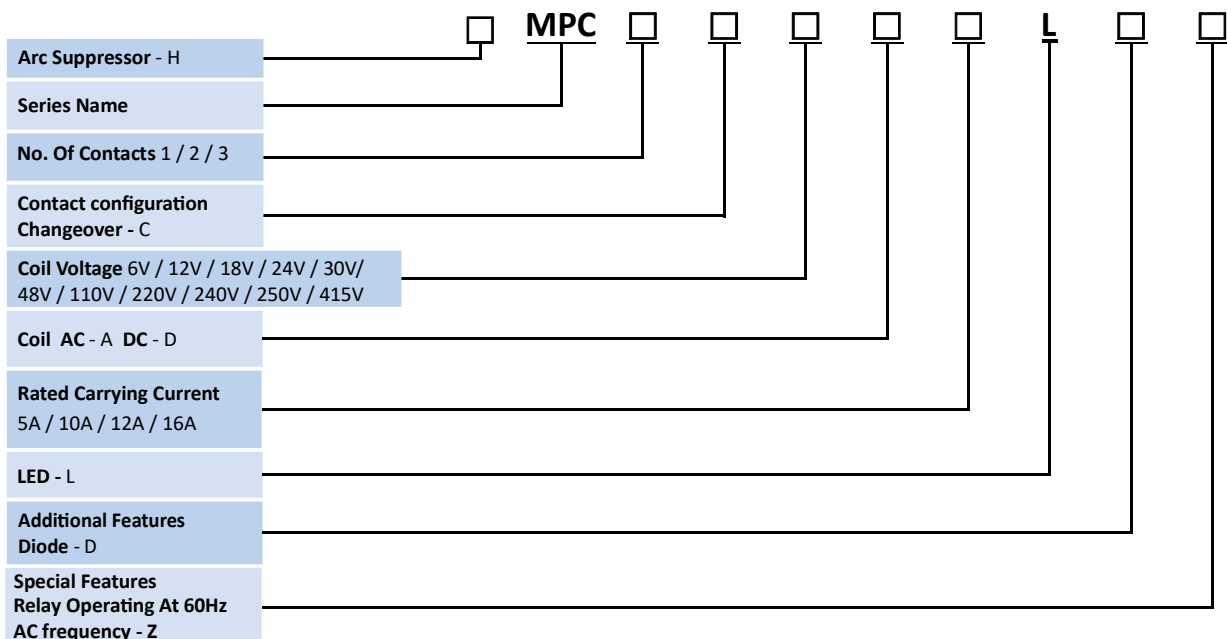 MPC L
Arc Suppressor - H
Series Name
No. Of Contacts 1 / 2 / 3
Contact configuration
Changeover - C
Coil Voltage 6V / 12V / 18V / 24V / 30V/
48V / 110V / 220V / 240V / 250V / 415V
Coil AC - A DC - D
Rated Carrying Current
5A / 10A / 12A / 16A
LED - L
Additional Features
Diode - D
Special Features
Relay Operating At 60Hz
AC frequency - Z